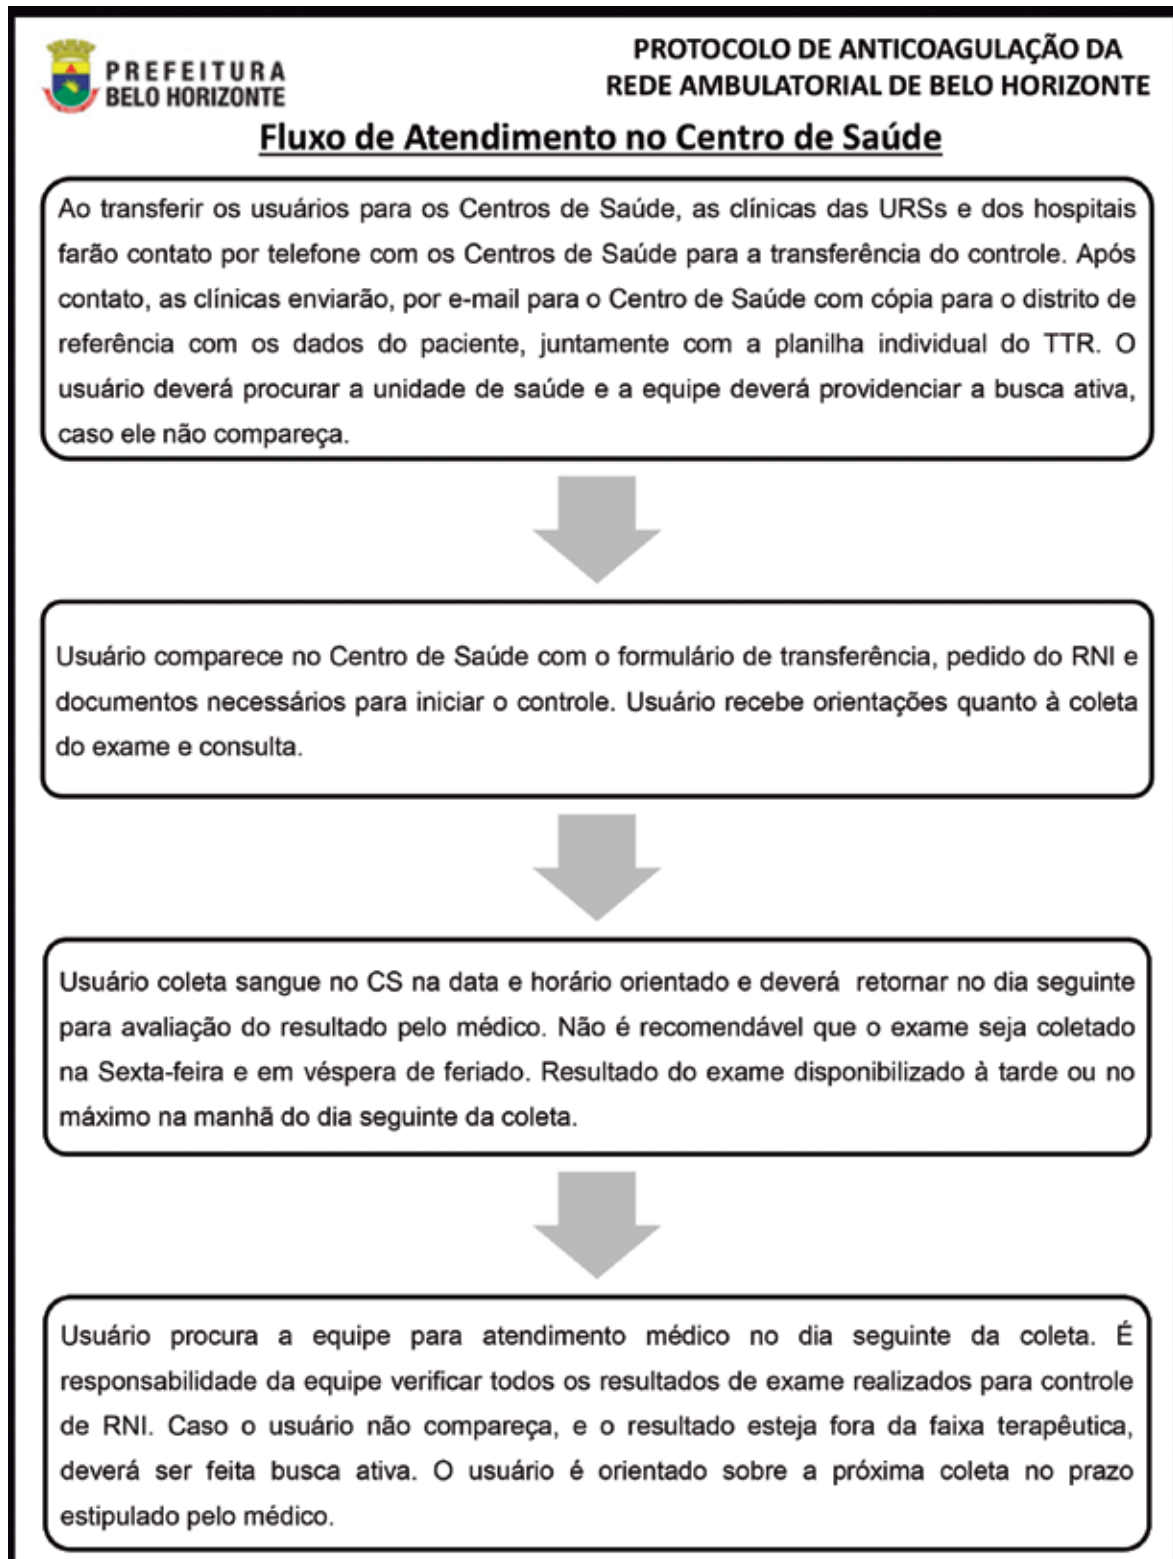 PREFEITURA
BELO HORIZONTE
PROTOCOLO DE ANTICOAGULAÇÃO DA
REDE AMBULATORIAL DE BELO HORIZONTE
Fluxo de Atendimento no Centro de Saúde
Ao transferir os usuários para os Centros de Saúde, as clínicas das URSs e dos hospitais
farão contato por telefone com os Centros de Saúde para a transferência do controle. Após
contato, as clínicas enviarão, por e-mail para o Centro de Saúde com cópia para o distrito de
referência com os dados do paciente, juntamente com a planilha individual do TTR. O
usuário deverá procurar a unidade de saúde e a equipe deverá providenciar a busca ativa,
caso ele não compareça.
Usuário comparece no Centro de Saúde com o formulário de transferência, pedido do RNI e
documentos necessários para iniciar o controle. Usuário recebe orientações quanto à coleta
do exame e consulta.
Usuário coleta sangue no CS na data e horário orientado e deverá retornar no dia seguinte
para avaliação do resultado pelo médico. Não é recomendável que o exame seja coletado
na Sexta-feira e em véspera de feriado. Resultado do exame disponibilizado à tarde ou no
máximo na manhã do dia seguinte da coleta.
Usuário procura a equipe para atendimento médico no dia seguinte da coleta. É
responsabilidade da equipe verificar todos os resultados de exame realizados para controle
de RNI. Caso o usuário não compareça, e o resultado esteja fora da faixa terapêutica,
deverá ser feita busca ativa. O usuário é orientado sobre a próxima coleta no prazo
estipulado pelo médico.